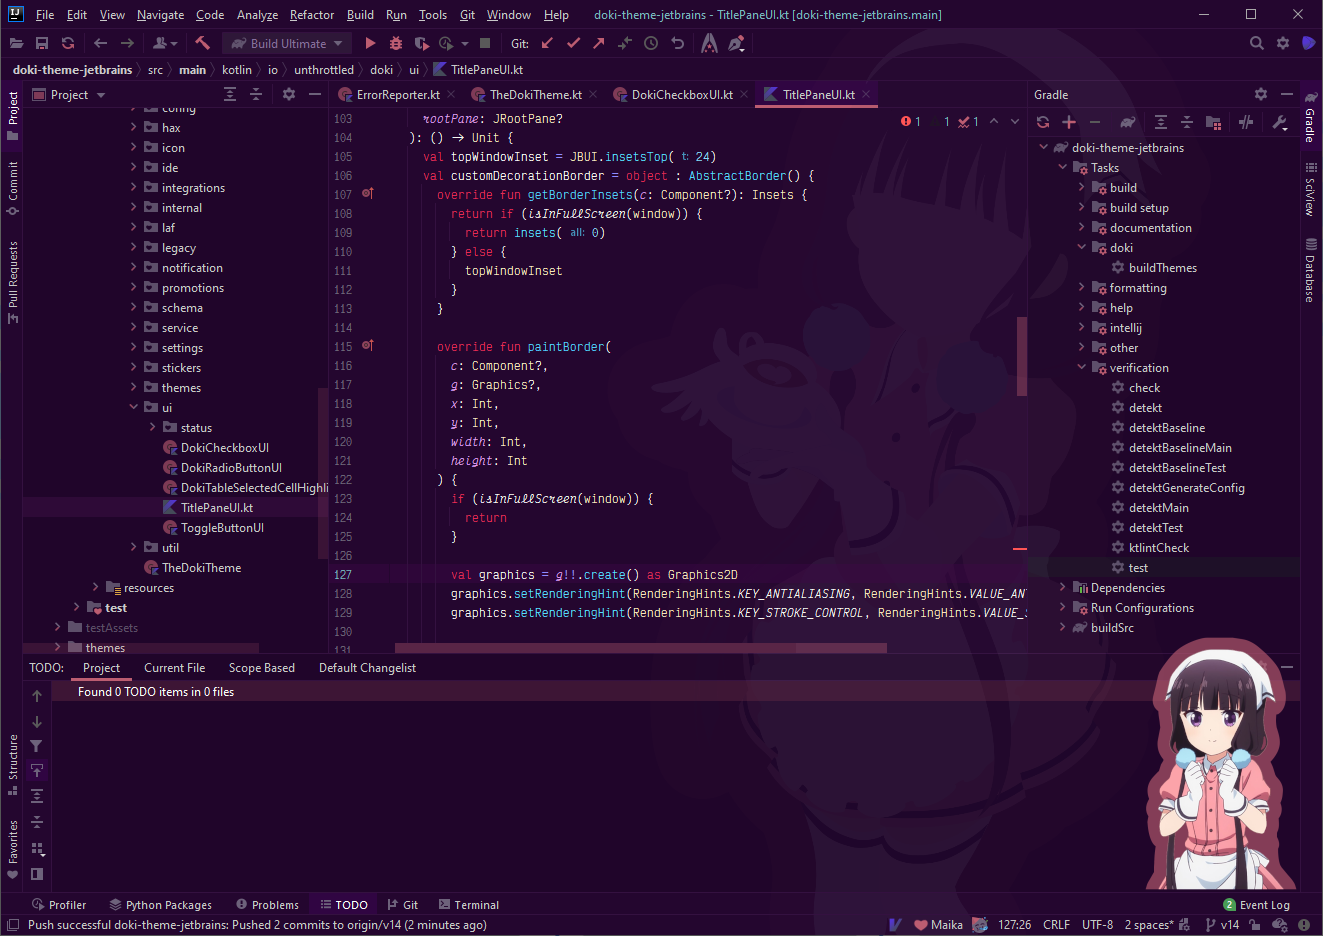 IJ File Edit View Navigate Code Analyze Refactor Build Run Tools Git Window Help doki-theme-jetbrains - TitlePaneUI.kt [doki-theme-jetbrains.main]
Build Ultimate Git:
doki-theme-jetbrains src main kotlin io unthrottled doki ui TitlePaneUI.kt
Project
Commit
Pull Requests
Structure
Favorites
Project
config
hax
icon
ide
integrations
internal
laf
legacy
notification
promotions
schema
service
settings
stickers
themes
ui
status
DokiCheckboxUI
DokiRadioButtonUI
DokiTableSelectedCellHighli
TitlePaneUI.kt
ToggleButtonUI
util
TheDokiTheme
resources
test
testAssets
themes
ErrorReporter.kt TheDokiTheme.kt DokiCheckboxUI.kt TitlePaneUI.kt
1 1 1
103 rootPane: JRootPane?
104 ): () → Unit {
105 val topWindowInset = JBUI.insetsTop( t: 24)
106 val customDecorationBorder = object : AbstractBorder() {
107 override fun getBorderInsets(c: Component?): Insets {
108 return if (isInFullScreen(window)) {
109 return insets( all: 0)
110 } else {
111 topWindowInset
112 }
113 }
114
115 override fun paintBorder(
116 c: Component?,
117 g: Graphics?,
118 x: Int,
119 y: Int,
120 width: Int,
121 height: Int
122 ) {
123 if (isInFullScreen(window)) {
124 return
125 }
126
127 val graphics = g!!.create() as Graphics2D
128 graphics.setRenderingHint(RenderingHints.KEY_ANTIALIASING, RenderingHints.VALUE_ANT
129 graphics.setRenderingHint(RenderingHints.KEY_STROKE_CONTROL, RenderingHints.VALUE_S
130
131
Gradle
doki-theme-jetbrains
Tasks
build
build setup
documentation
doki
buildThemes
formatting
help
intellij
other
verification
check
detekt
detektBaseline
detektBaselineMain
detektBaselineTest
detektGenerateConfig
detektMain
detektTest
ktlintCheck
test
Dependencies
Run Configurations
buildSrc
Gradle
SciView
Database
TODO: Project Current File Scope Based Default Changelist
Found 0 TODO items in 0 files
Profiler Python Packages Problems TODO Git Terminal 2 Event Log
Push successful doki-theme-jetbrains: Pushed 2 commits to origin/v14 (2 minutes ago) Maika 127:26 CRLF UTF-8 2 spaces* v14